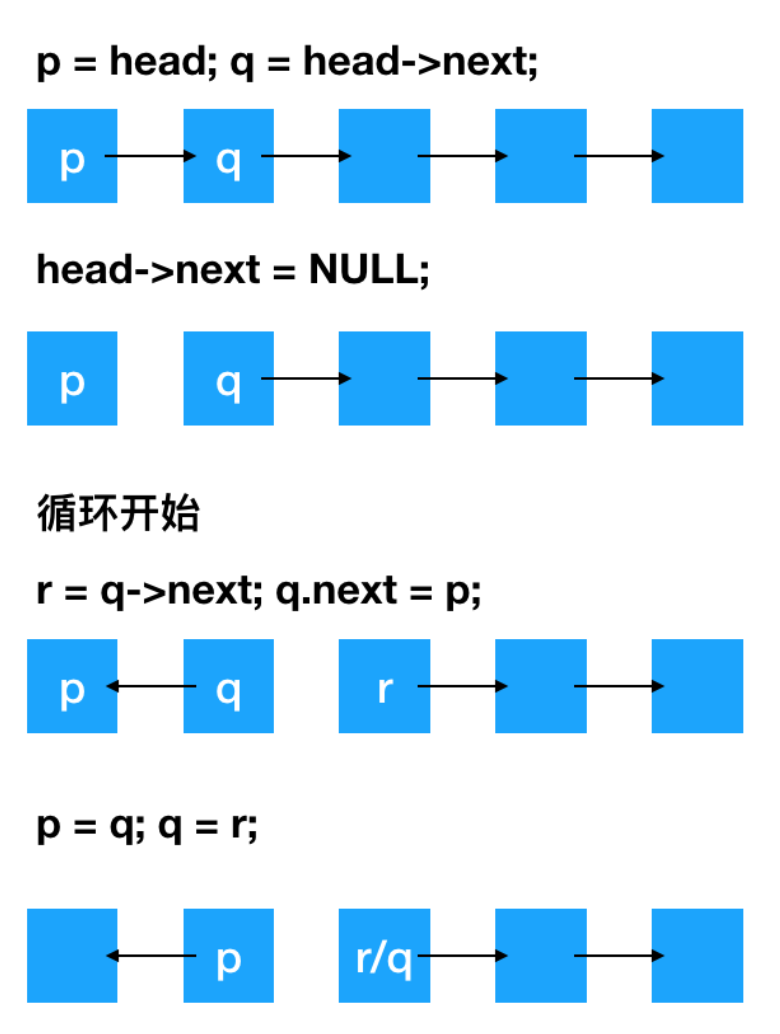 p = head; q = head->next;
p q
head->next = NULL;
p q
循环开始
r = q->next; q.next = p;
p q r
p = q; q = r;
p r/q